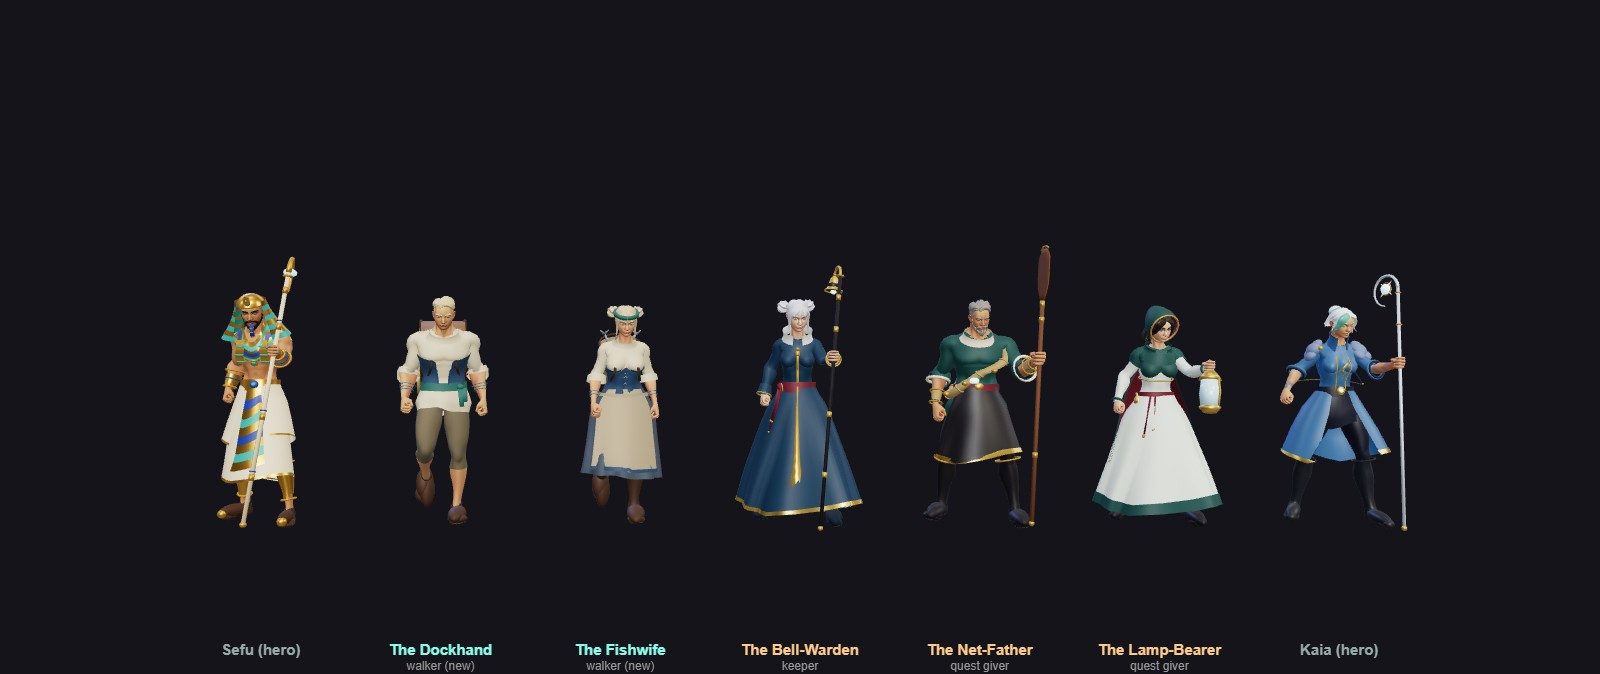 Sefu (hero)
The Dockhand
walker (new)
The Fishwife
walker (new)
The Bell-Warden
keeper
The Net-Father
quest giver
The Lamp-Bearer
quest giver
Kaia (hero)